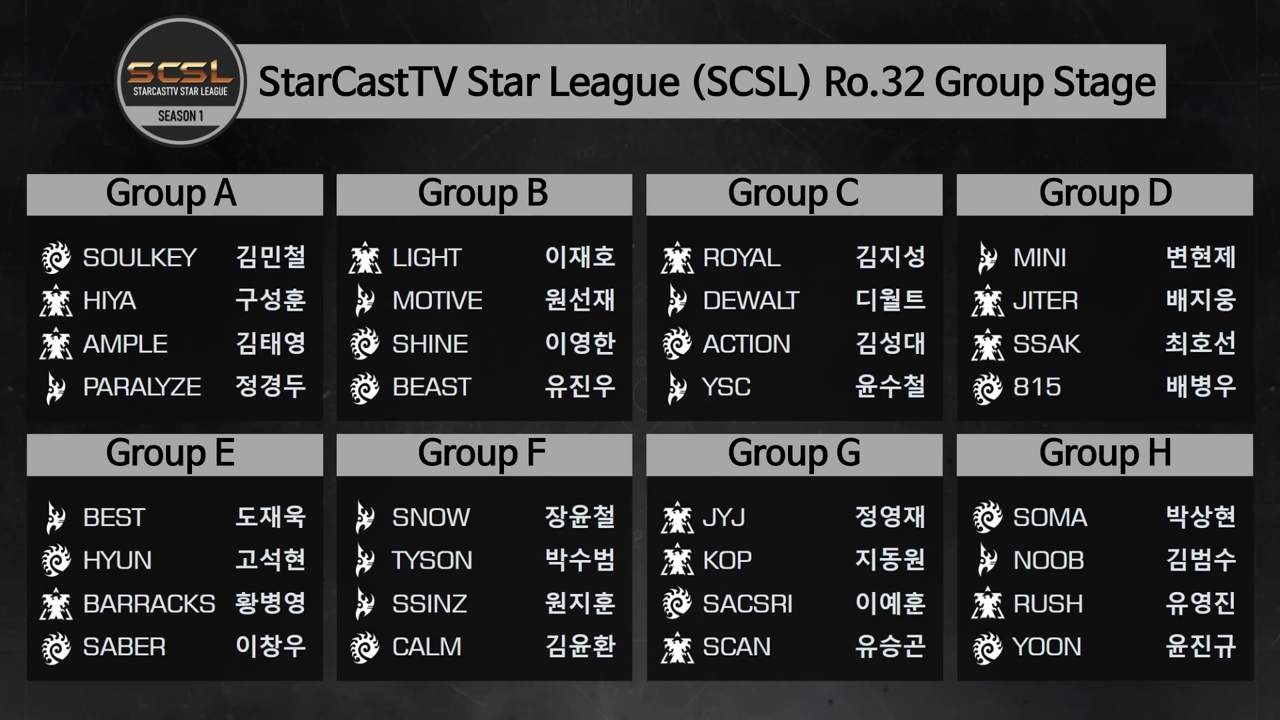 SCSL
STARCASTTV STAR LEAGUE
SEASON 1
StarCastTV Star League (SCSL) Ro.32 Group Stage
Group A
SOULKEY 김민철
HIYA 구성훈
AMPLE 김태영
PARALYZE 정경두
Group B
LIGHT 이재호
MOTIVE 원선재
SHINE 이영한
BEAST 유진우
Group C
ROYAL 김지성
DEWALT 디월트
ACTION 김성대
YSC 윤수철
Group D
MINI 변현제
JITER 배지웅
SSAK 최호선
815 배병우
Group E
BEST 도재욱
HYUN 고석현
BARRACKS 황병영
SABER 이창우
Group F
SNOW 장윤철
TYSON 박수범
SSINZ 원지훈
CALM 김윤환
Group G
JYJ 정영재
KOP 지동원
SACSRI 이예훈
SCAN 유승곤
Group H
SOMA 박상현
NOOB 김범수
RUSH 유영진
YOON 윤진규